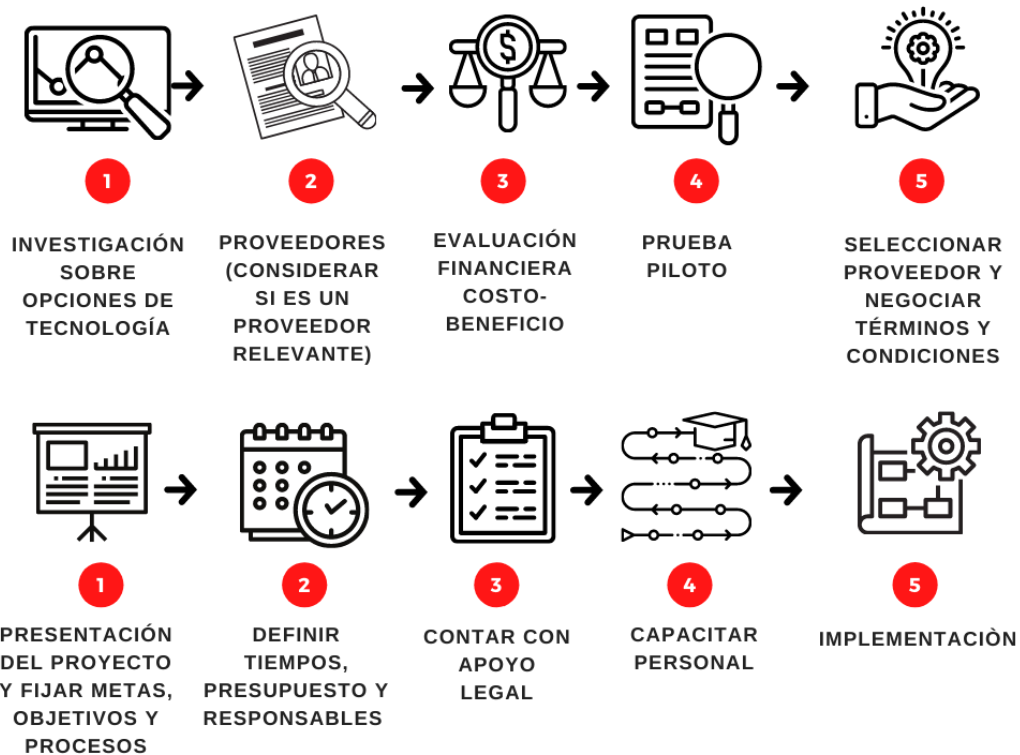 1
INVESTIGACIÓN
SOBRE
OPCIONES DE
TECNOLOGÍA
2
PROVEEDORES
(CONSIDERAR
SI ES UN
PROVEEDOR
RELEVANTE)
$
3
EVALUACIÓN
FINANCIERA
COSTO-
BENEFICIO
4
PRUEBA
PILOTO
5
SELECCIONAR
PROVEEDOR Y
NEGOCIAR
TÉRMINOS Y
CONDICIONES
1
PRESENTACIÓN
DEL PROYECTO
Y FIJAR METAS,
OBJETIVOS Y
PROCESOS
2
DEFINIR
TIEMPOS,
PRESUPUESTO Y
RESPONSABLES
3
CONTAR CON
APOYO
LEGAL
4
CAPACITAR
PERSONAL
5
IMPLEMENTACIÒN